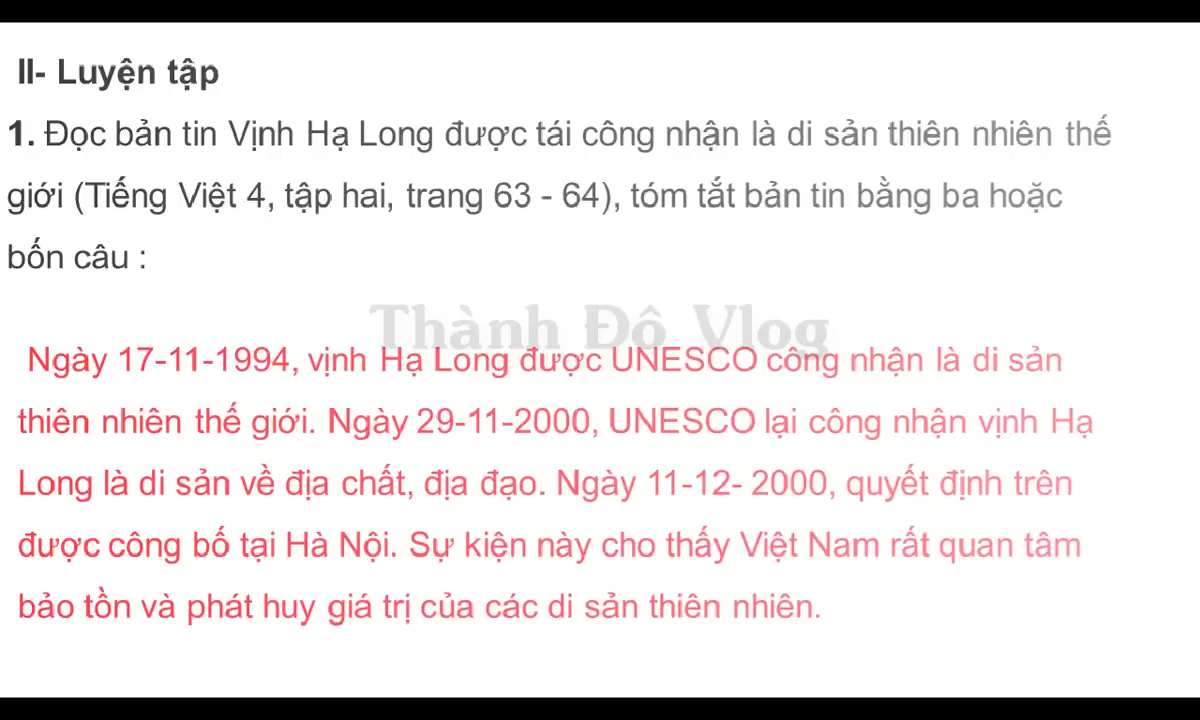 II- Luyện tập
1. Đọc bản tin Vịnh Hạ Long được tái công nhận là di sản thiên nhiên thế
giới (Tiếng Việt 4, tập hai, trang 63 - 64), tóm tắt bản tin bằng ba hoặc
bốn câu :
Thành Đô Vlog
Ngày 17-11-1994, vịnh Hạ Long được UNESCO công nhận là di sản
thiên nhiên thế giới. Ngày 29-11-2000, UNESCO lại công nhận vịnh Hạ
Long là di sản về địa chất, địa đạo. Ngày 11-12- 2000, quyết định trên
được công bố tại Hà Nội. Sự kiện này cho thấy Việt Nam rất quan tâm
bảo tồn và phát huy giá trị của các di sản thiên nhiên.